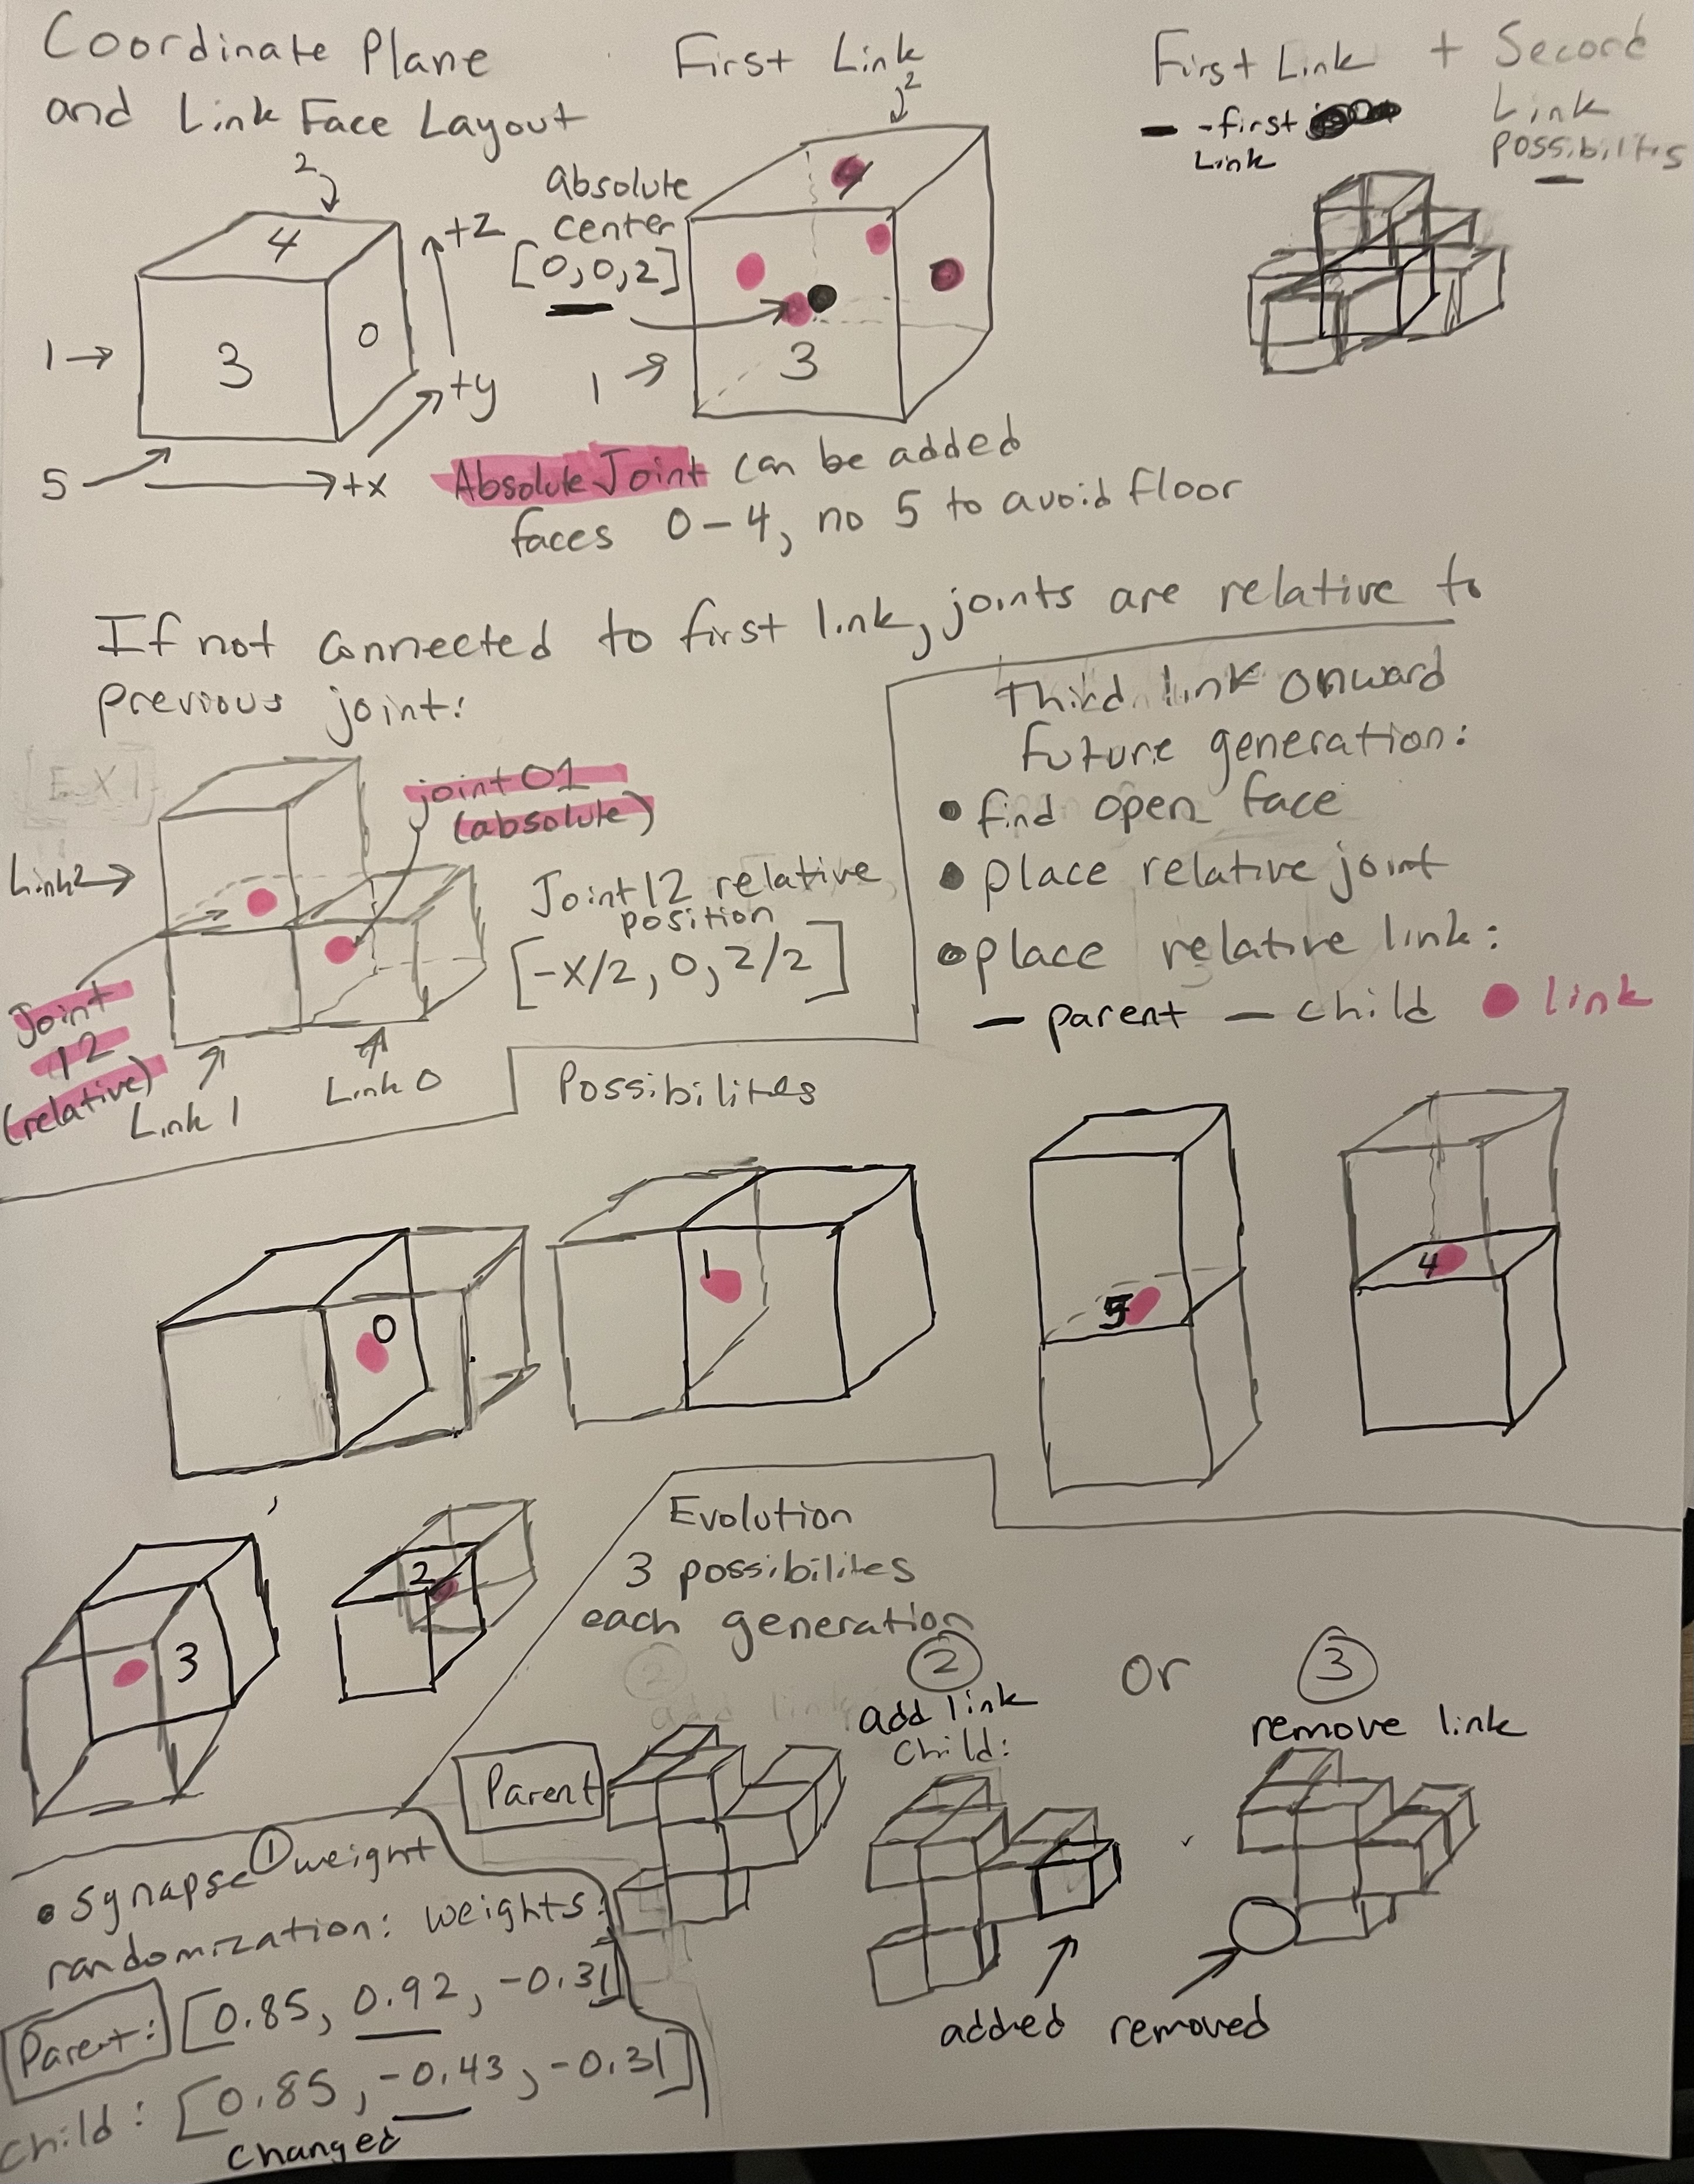 Coordinate Plane
and Link Face Layout
2
4
3
0
1
5
+z
+y
+x
First Link
2
absolute
center
[0,0,2]
1
3
Absolute Joint can be added
faces 0-4, no 5 to avoid floor
First Link + Second
Link
possibilites
- first
Link
If not connected to first link, joints are relative to
previous joint:
[EX]
Link2
joint 01
(absolute)
Joint12 relative
position
[-x/2, 0, z/2]
Joint
12
(relative)
Link 1
Link 0
Third link onward
future generation:
find open face
place relative joint
place relative link:
- parent - child link
Possibilites
0
1
5
4
3
2
Evolution
3 possibilites
each generation
Parent
2
add link
child:
or
3
remove link
added
removed
1
• Synapse weight
randomization: weights:
Parent: [0.85, 0.92, -0.31]
child: [0.85, -0.43, -0.31]
changed